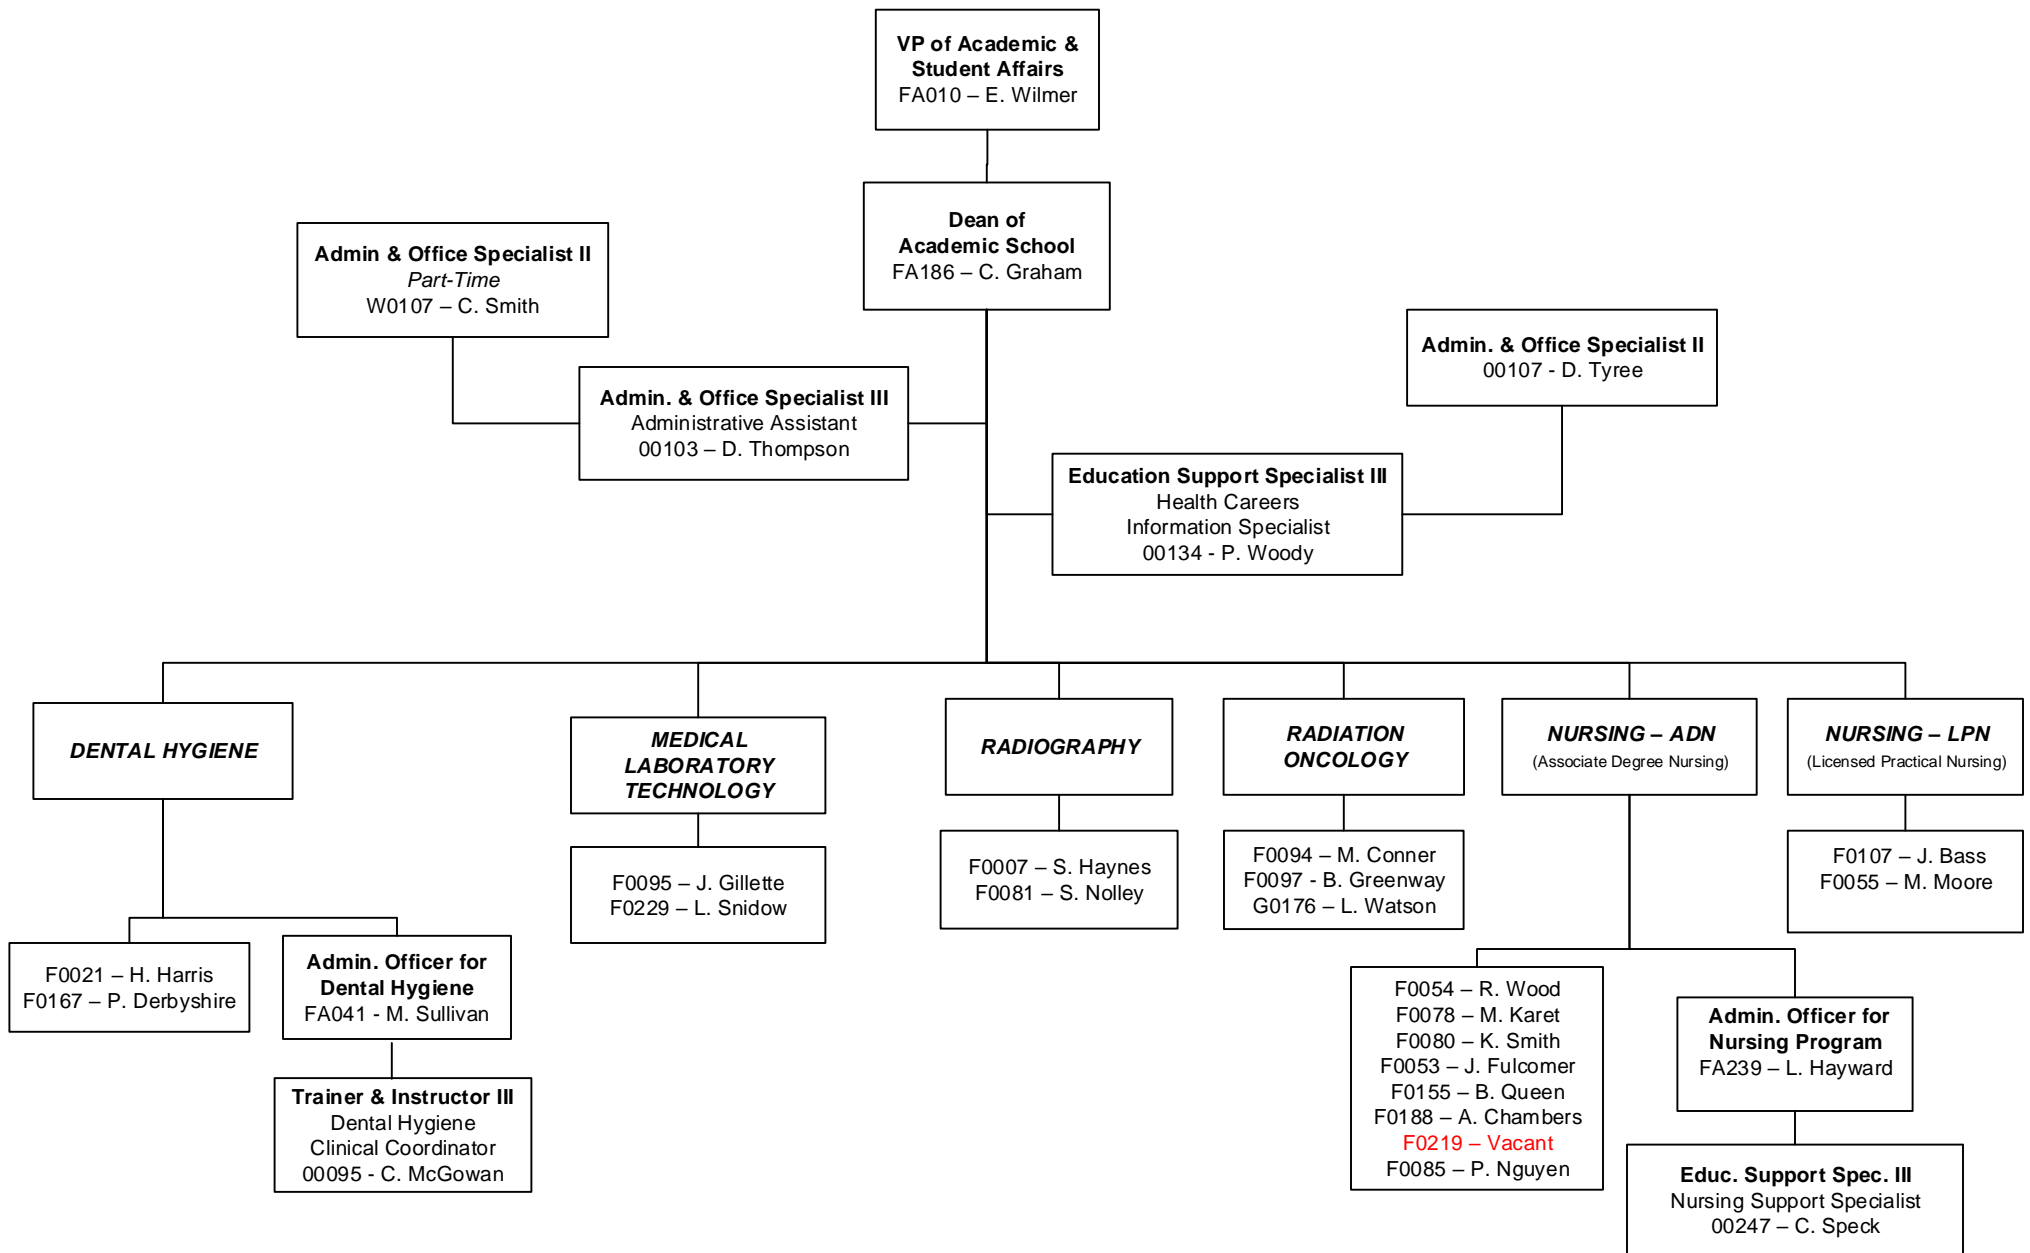 VP of Academic &
Student Affairs
FA010 – E. Wilmer
Dean of
Academic School
FA186 – C. Graham
Admin & Office Specialist II
Part-Time
W0107 – C. Smith
Admin. & Office Specialist II
00107 - D. Tyree
Admin. & Office Specialist III
Administrative Assistant
00103 – D. Thompson
Education Support Specialist III
Health Careers
Information Specialist
00134 - P. Woody
DENTAL HYGIENE
MEDICAL
LABORATORY
TECHNOLOGY
RADIOGRAPHY
RADIATION
ONCOLOGY
NURSING – ADN
(Associate Degree Nursing)
NURSING – LPN
(Licensed Practical Nursing)
F0095 – J. Gillette
F0229 – L. Snidow
F0007 – S. Haynes
F0081 – S. Nolley
F0094 – M. Conner
F0097 - B. Greenway
G0176 – L. Watson
F0107 – J. Bass
F0055 – M. Moore
F0021 – H. Harris
F0167 – P. Derbyshire
Admin. Officer for
Dental Hygiene
FA041 - M. Sullivan
Trainer & Instructor III
Dental Hygiene
Clinical Coordinator
00095 - C. McGowan
F0054 – R. Wood
F0078 – M. Karet
F0080 – K. Smith
F0053 – J. Fulcomer
F0155 – B. Queen
F0188 – A. Chambers
F0219 – Vacant
F0085 – P. Nguyen
Admin. Officer for
Nursing Program
FA239 – L. Hayward
Educ. Support Spec. III
Nursing Support Specialist
00247 – C. Speck